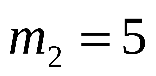 m₂ = 5